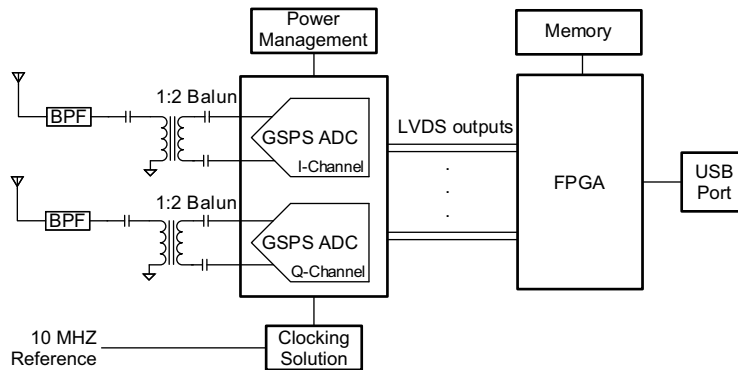 Power
Management
Memory
1:2 Balun
BPF
GSPS ADC
I-Channel
LVDS outputs
FPGA
USB
Port
1:2 Balun
BPF
GSPS ADC
Q-Channel
10 MHZ
Reference
Clocking
Solution